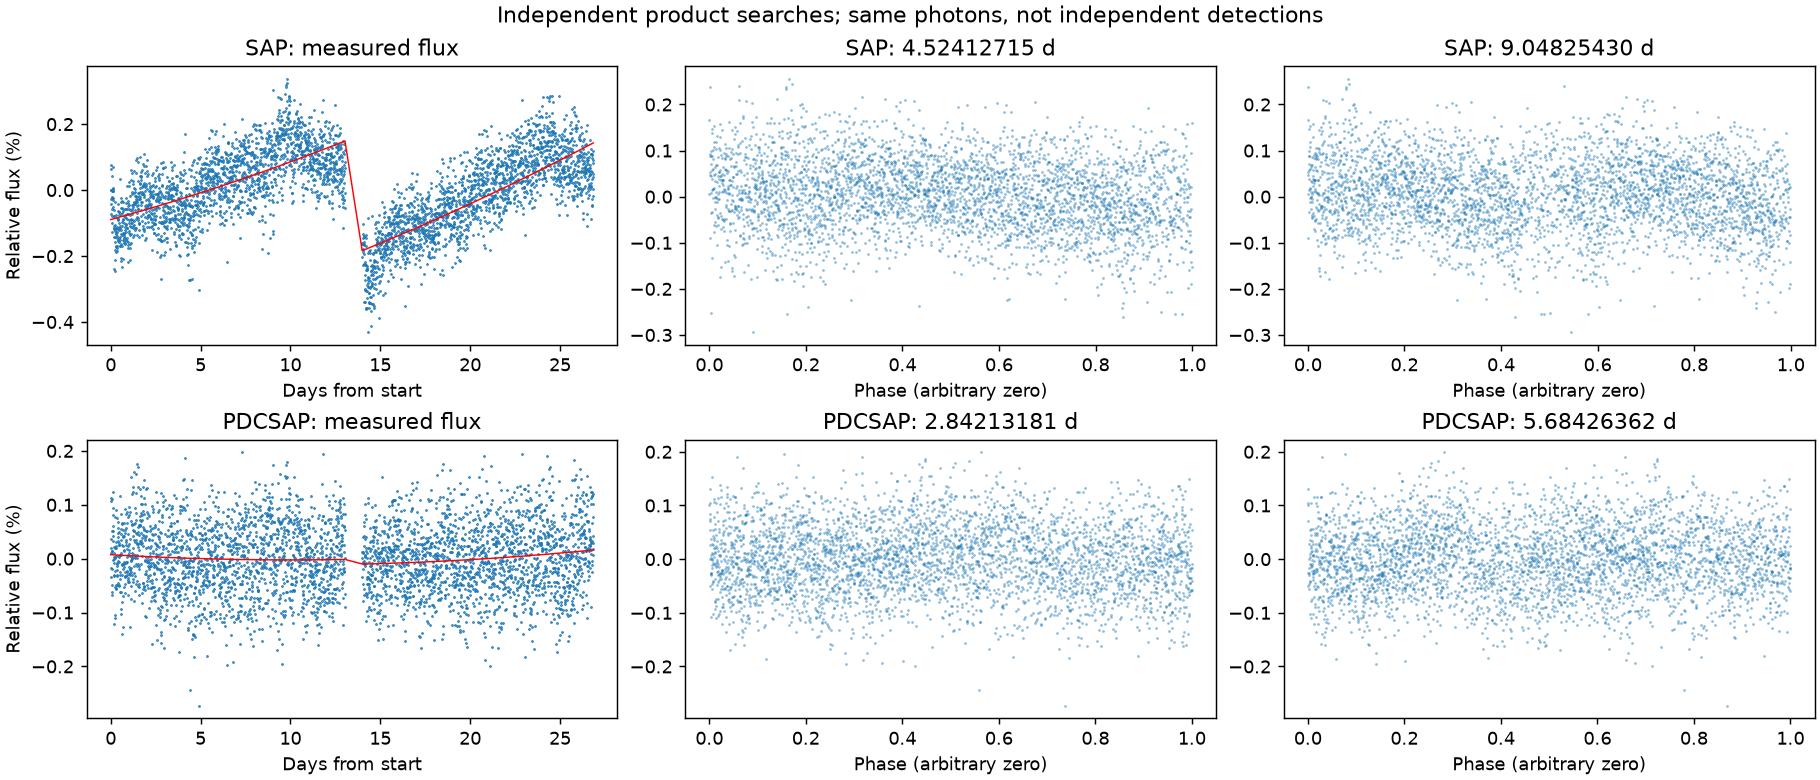 Independent product searches; same photons, not independent detections
SAP: measured flux
SAP: 4.52412715 d
SAP: 9.04825430 d
Relative flux (%)
0.2
0.0
−0.2
−0.4
0.2
0.1
0.0
−0.1
−0.2
−0.3
0.2
0.1
0.0
−0.1
−0.2
−0.3
0 5 10 15 20 25
0.0 0.2 0.4 0.6 0.8 1.0
0.0 0.2 0.4 0.6 0.8 1.0
Days from start
Phase (arbitrary zero)
Phase (arbitrary zero)
PDCSAP: measured flux
PDCSAP: 2.84213181 d
PDCSAP: 5.68426362 d
Relative flux (%)
0.2
0.1
0.0
−0.1
−0.2
0.2
0.1
0.0
−0.1
−0.2
0.2
0.1
0.0
−0.1
−0.2
0 5 10 15 20 25
0.0 0.2 0.4 0.6 0.8 1.0
0.0 0.2 0.4 0.6 0.8 1.0
Days from start
Phase (arbitrary zero)
Phase (arbitrary zero)